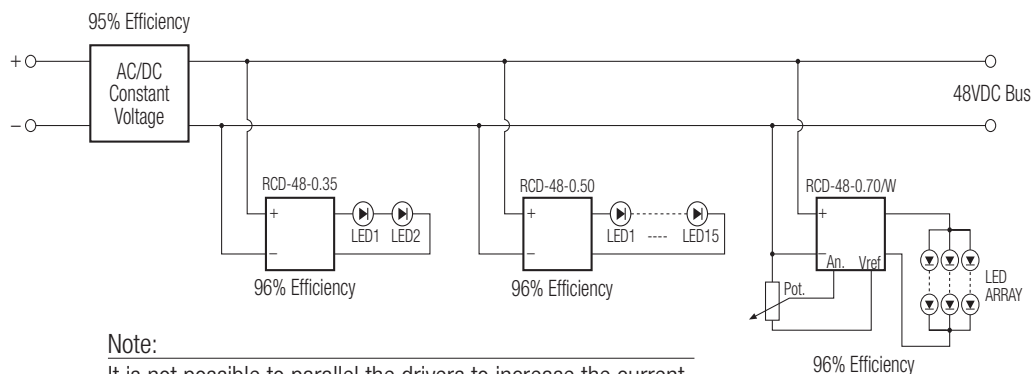 95% Efficiency
+
AC/DC
Constant
Voltage
48VDC Bus
–
RCD-48-0.35
RCD-48-0.50
RCD-48-0.70/W
+
–
LED1 LED2
+
–
LED1 ---- LED15
+
–
An. Vref
Pot.
LED
ARRAY
96% Efficiency
96% Efficiency
96% Efficiency
Note:
It is not possible to parallel the drivers to increase the current